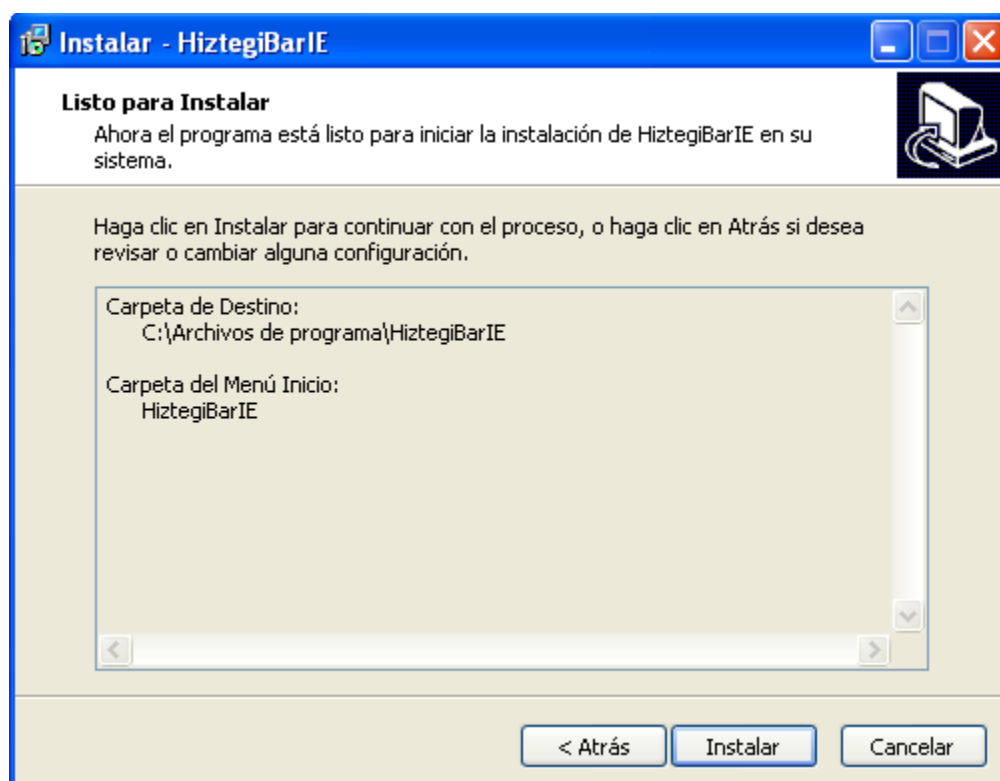 Instalar - HiztegiBarIE
Listo para Instalar
Ahora el programa está listo para iniciar la instalación de HiztegiBarIE en su
sistema.
Haga clic en Instalar para continuar con el proceso, o haga clic en Atrás si desea
revisar o cambiar alguna configuración.
Carpeta de Destino:
C:\Archivos de programa\HiztegiBarIE
Carpeta del Menú Inicio:
HiztegiBarIE
< Atrás
Instalar
Cancelar